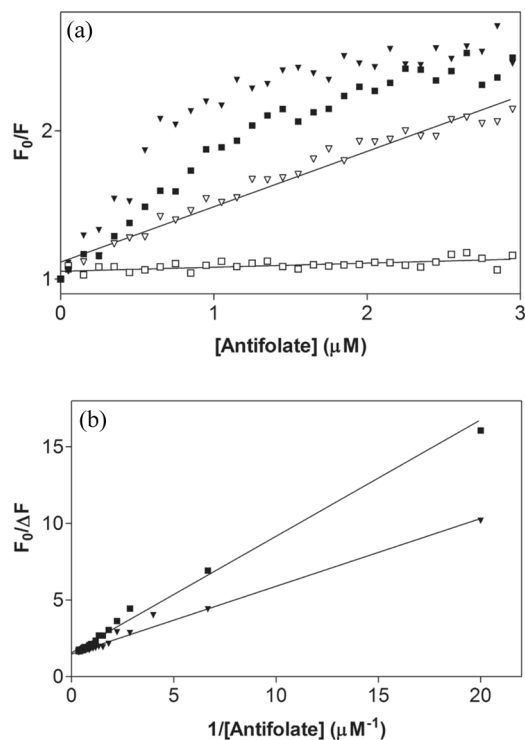 (a)
F₀/F
2
1
0 1 2 3
[Antifolate] (μM)
(b)
F₀/ΔF
15
10
5
0
0 5 10 15 20
1/[Antifolate] (μM⁻¹)